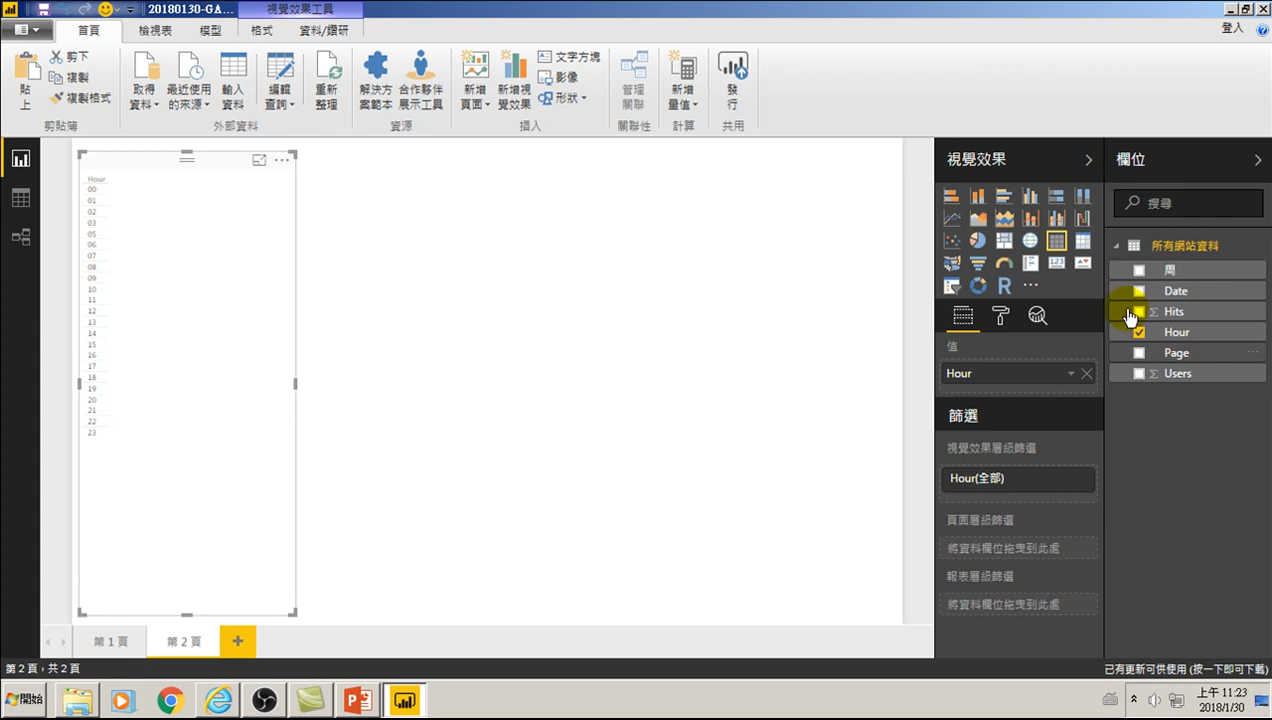 20180130-GA...
視覺效果工具
首頁
檢視表
模型
格式
資料/鑽研
登入
貼上
剪下
複製
複製格式
剪貼簿
取得資料
最近使用的來源
輸入資料
編輯查詢
外部資料
重新整理
解決方案範本
合作夥伴展示工具
資源
新增頁面
新增視覺效果
文字方塊
影像
形狀
插入
管理關聯
關聯性
新增量值
計算
發行
共用
Hour
00
01
02
03
05
06
07
08
09
10
11
12
13
14
15
16
17
18
19
20
21
22
23
視覺效果
123
R
值
Hour
篩選
視覺效果層級篩選
Hour(全部)
頁面層級篩選
將資料欄位拖曳到此處
報表層級篩選
將資料欄位拖曳到此處
欄位
搜尋
所有網站資料
周
Date
Σ Hits
Hour
Page
Σ Users
第 1 頁
第 2 頁
第 2 頁，共 2 頁
已有更新可供使用 (按一下即可下載)
開始
上午 11:23
2018/1/30